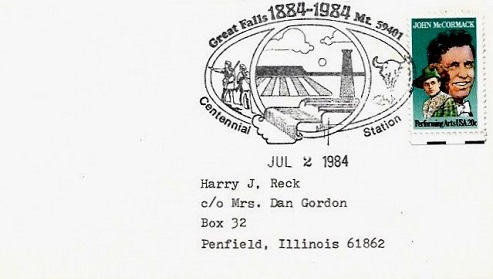 Great Falls 1884-1984 Mt. 59401
Centennial Station
JUL 2 1984
JOHN McCORMACK
Performing Arts USA 20c
Harry J. Reck
c/o Mrs. Dan Gordon
Box 32
Penfield, Illinois 61862